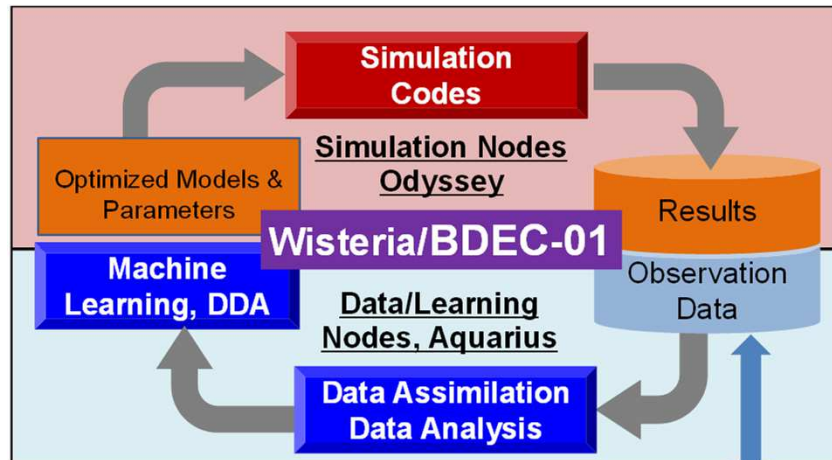 Simulation
Codes
Simulation Nodes
Odyssey
Optimized Models &
Parameters
Results
Wisteria/BDEC-01
Machine
Learning, DDA
Observation
Data
Data/Learning
Nodes, Aquarius
Data Assimilation
Data Analysis